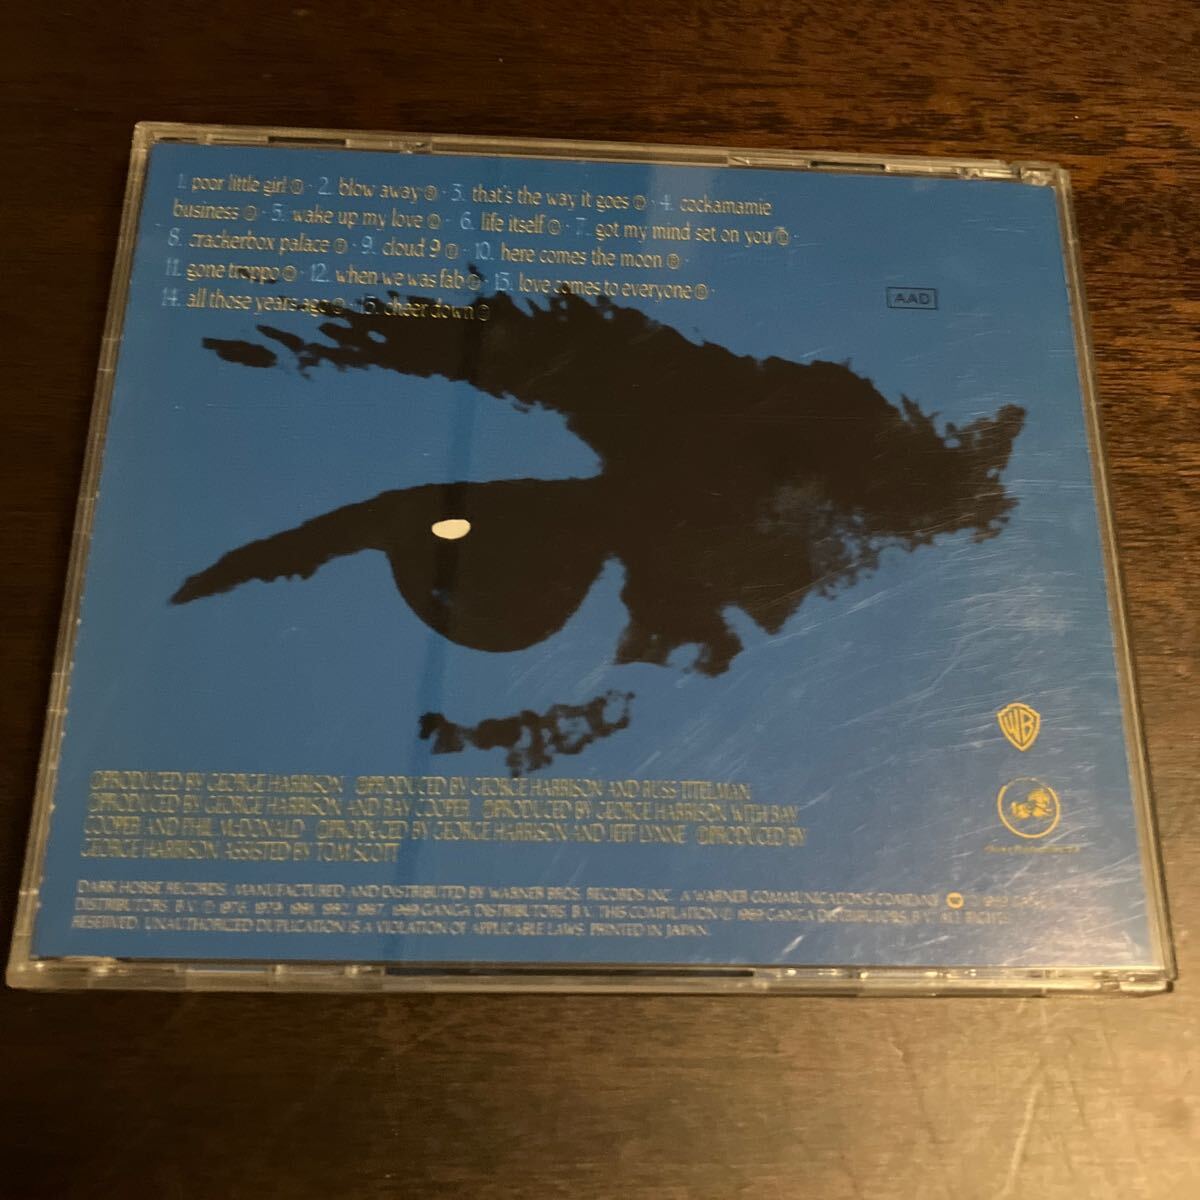 1. poor little girl · 2. blow away · 3. that's the way it goes · 4. cockamamie
business · 5. wake up my love · 6. life itself · 7. got my mind set on you ·
8. crackerbox palace · 9. cloud 9 · 10. here comes the moon ·
11. gone troppo · 12. when we was fab · 13. love comes to everyone ·
14. all those years ago · 15. cheer down
AAD
WB
PRODUCED BY GEORGE HARRISON PRODUCED BY GEORGE HARRISON AND RUSS TITELMAN
PRODUCED BY GEORGE HARRISON AND RAY COOPER PRODUCED BY GEORGE HARRISON WITH RAY
COOPER AND PHIL McDONALD PRODUCED BY GEORGE HARRISON AND JEFF LYNNE PRODUCED BY
GEORGE HARRISON, ASSISTED BY TOM SCOTT
DARK HORSE RECORDS. MANUFACTURED AND DISTRIBUTED BY WARNER BROS. RECORDS INC. A WARNER COMMUNICATIONS COMPANY
DISTRIBUTORS, B.V. 1976, 1979, 1981, 1982, 1987, 1989 GANGA DISTRIBUTORS, B.V. THIS COMPILATION 1989 GANGA DISTRIBUTORS, B.V. ALL RIGHTS
RESERVED. UNAUTHORIZED DUPLICATION IS A VIOLATION OF APPLICABLE LAWS. PRINTED IN JAPAN.